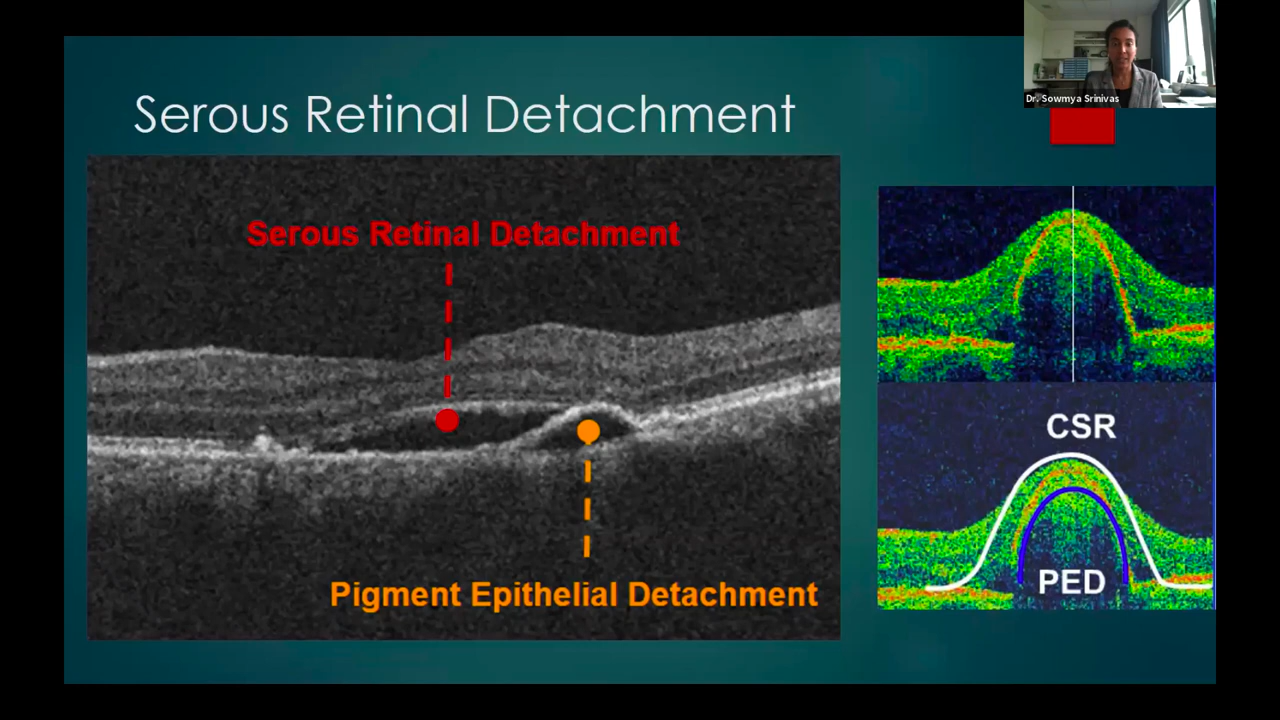 Dr. Sowmya Srinivas
Serous Retinal Detachment
Serous Retinal Detachment
Pigment Epithelial Detachment
CSR
PED